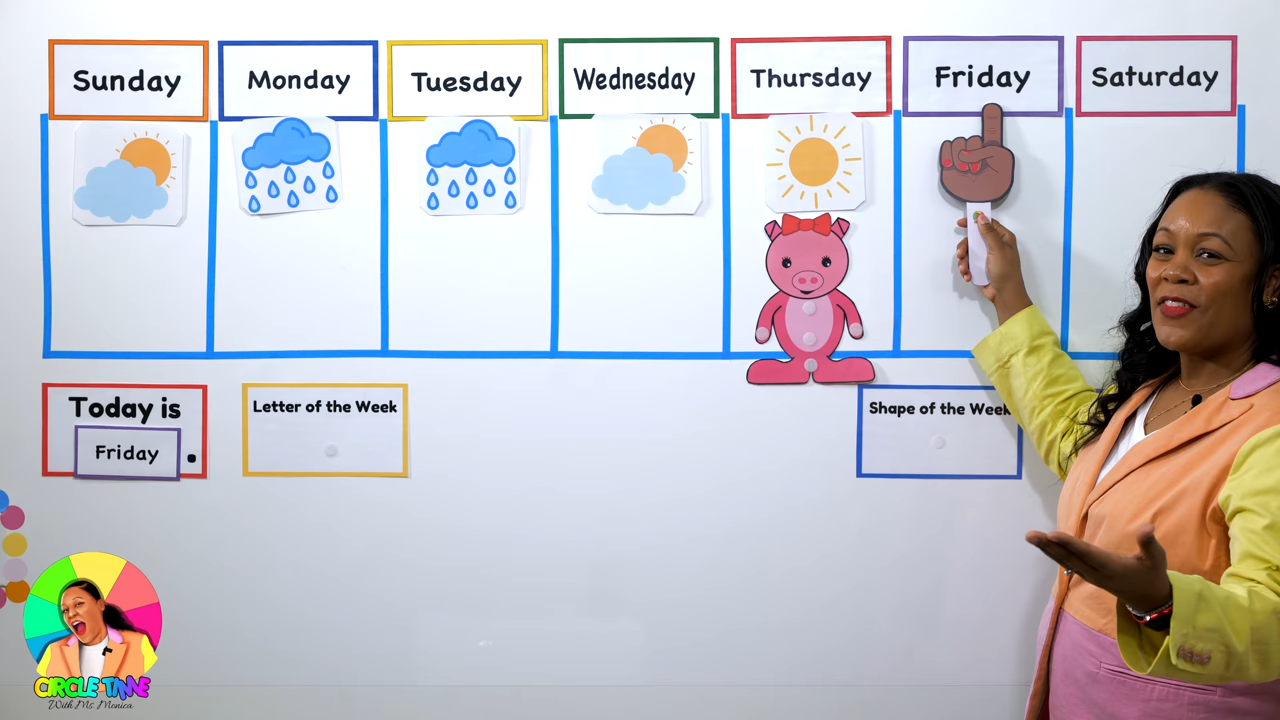 Sunday
Monday
Tuesday
Wednesday
Thursday
Friday
Saturday
Today is
Friday.
Letter of the Week
Shape of the Week
CIRCLE TIME
With Ms. Monica